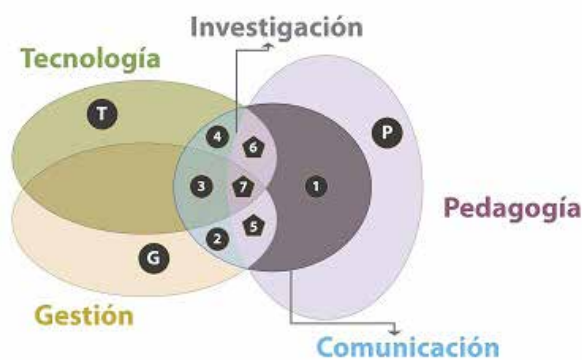 Investigación
Tecnología
T
P
4
6
3
7
1
Pedagogía
2
5
G
Gestión
Comunicación